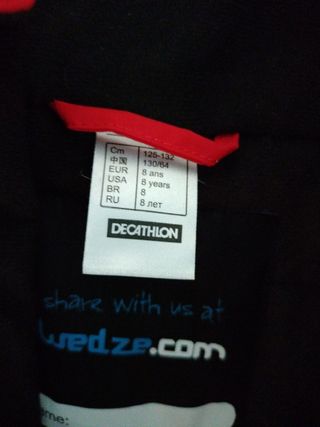 Cm 125-132
中国 130/64
EUR 8 ans
USA 8 years
BR 8
RU 8 лет
DECATHLON
share with us at
wedze.com
ame: